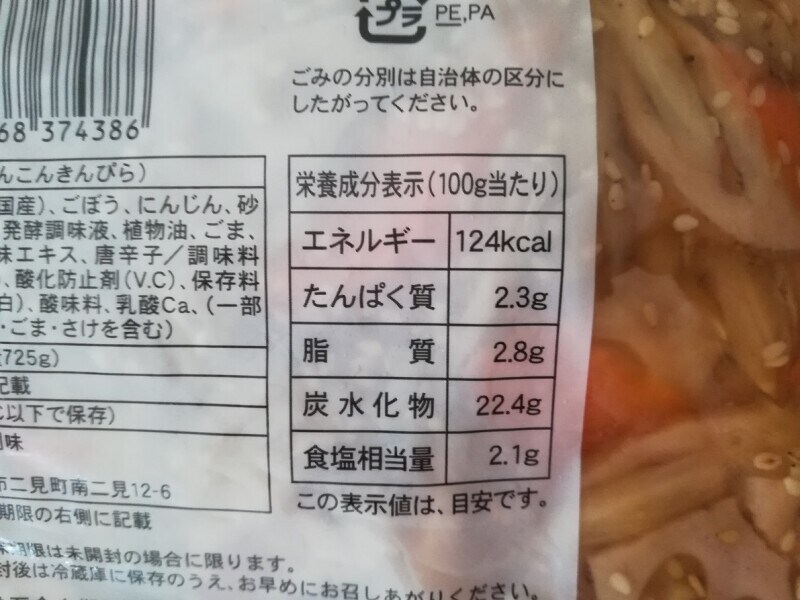 プラ
PE,PA
ごみの分別は自治体の区分に
したがってください。
68 374386
んこんきんぴら)
国産)、ごぼう、にんじん、砂
発酵調味液、植物油、ごま、
味エキス、唐辛子／調味料
、酸化防止剤(V.C)、保存料
白)、酸味料、乳酸Ca、(一部
・ごま・さけを含む)
725g)
記載
以下で保存)
味
市二見町南二見12-6
期限の右側に記載
限は未開封の場合に限ります。
封後は冷蔵庫に保存のうえ、お早めにお召しあがりください。
栄養成分表示(100g当たり)
エネルギー 124kcal
たんぱく質 2.3g
脂質 2.8g
炭水化物 22.4g
食塩相当量 2.1g
この表示値は、目安です。